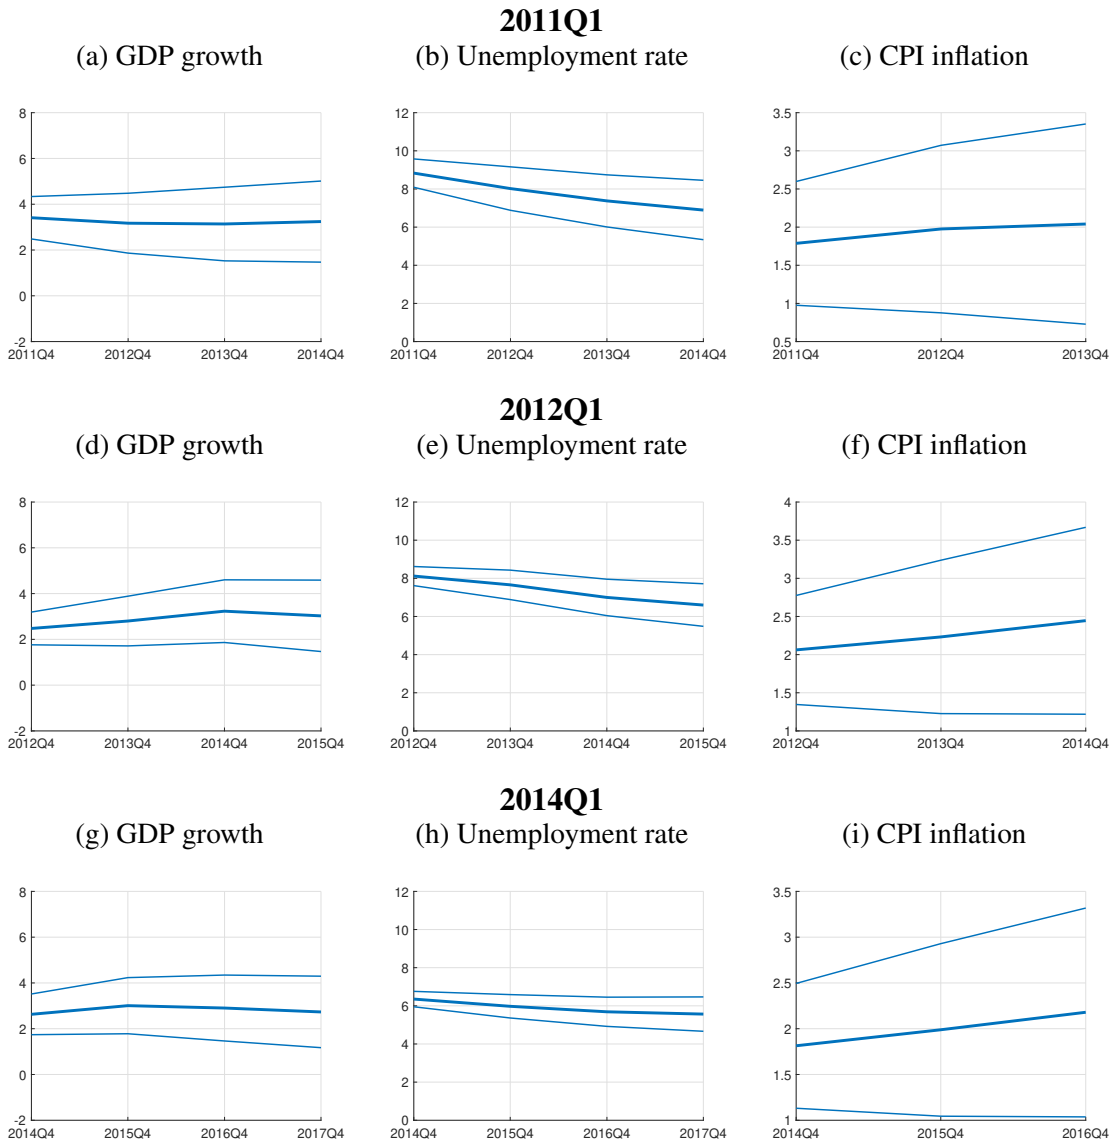 2011Q1
(a) GDP growth
(b) Unemployment rate
(c) CPI inflation
8
6
4
2
0
-2
2011Q4 2012Q4 2013Q4 2014Q4
12
10
8
6
4
2
0
2011Q4 2012Q4 2013Q4 2014Q4
3.5
3
2.5
2
1.5
1
0.5
2011Q4 2012Q4 2013Q4
2012Q1
(d) GDP growth
(e) Unemployment rate
(f) CPI inflation
8
6
4
2
0
-2
2012Q4 2013Q4 2014Q4 2015Q4
12
10
8
6
4
2
0
2012Q4 2013Q4 2014Q4 2015Q4
4
3.5
3
2.5
2
1.5
1
2012Q4 2013Q4 2014Q4
2014Q1
(g) GDP growth
(h) Unemployment rate
(i) CPI inflation
8
6
4
2
0
-2
2014Q4 2015Q4 2016Q4 2017Q4
12
10
8
6
4
2
0
2014Q4 2015Q4 2016Q4 2017Q4
3.5
3
2.5
2
1.5
1
2014Q4 2015Q4 2016Q4